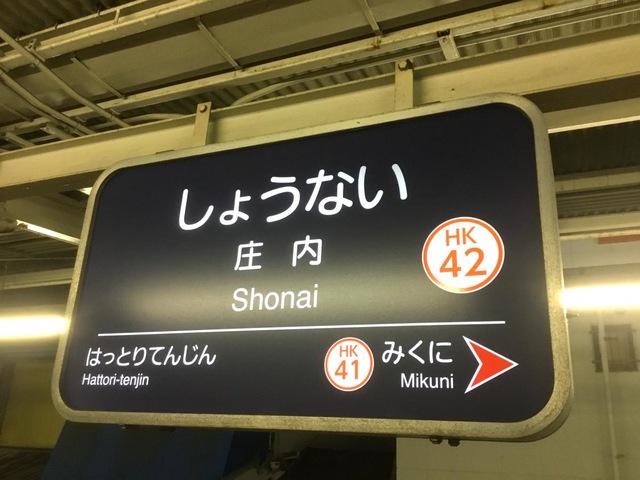 しょうない
庄内
Shonai
HK
42
はっとりてんじん
Hattori-tenjin
HK
41
みくに
Mikuni